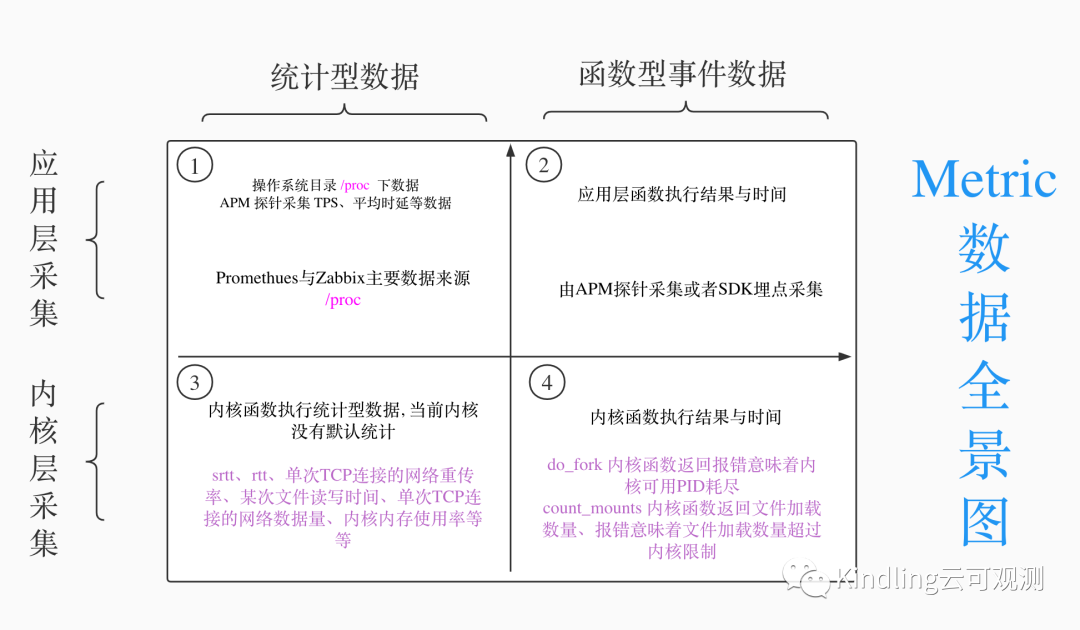 统计型数据
函数型事件数据
应用层采集
内核层采集
1
操作系统目录 /proc 下数据
APM 探针采集 TPS、平均时延等数据
Promethues与Zabbix主要数据来源
/proc
2
应用层函数执行结果与时间
由APM探针采集或者SDK埋点采集
3
内核函数执行统计型数据,当前内核
没有默认统计
srtt、rtt、单次TCP连接的网络重传
率、某次文件读写时间、单次TCP连
接的网络数据量、内核内存使用率等
等
4
内核函数执行结果与时间
do_fork 内核函数返回报错意味着内
核可用PID耗尽
count_mounts 内核函数返回文件加载
数量、报错意味着文件加载数量超过
内核限制
Metric
数据全景图
Kindling云可观测